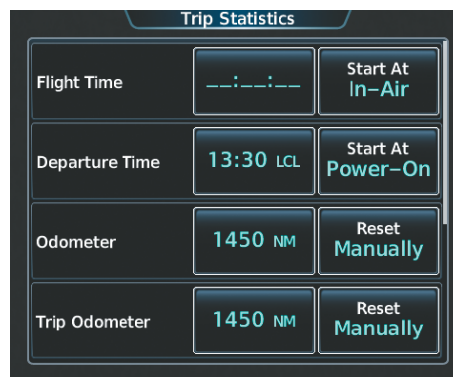 Trip Statistics
Flight Time
__:__:__
Start At
In-Air
Departure Time
13:30 LCL
Start At
Power-On
Odometer
1450 NM
Reset
Manually
Trip Odometer
1450 NM
Reset
Manually